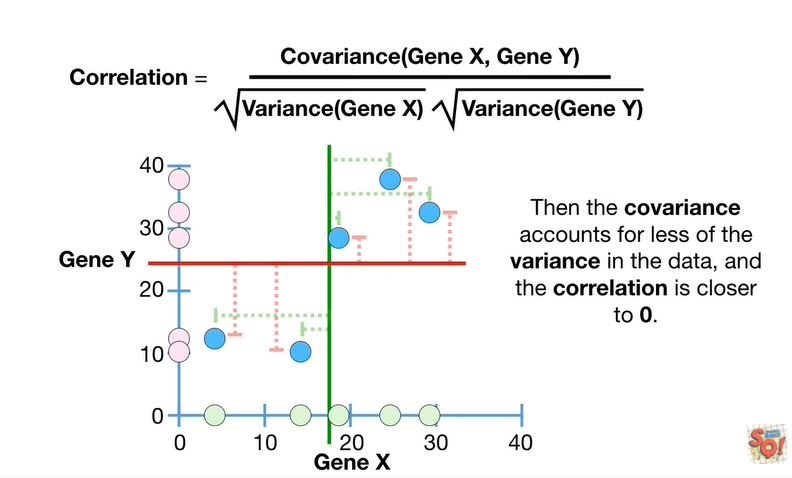 Covariance(Gene X, Gene Y)
Correlation =
√Variance(Gene X) √Variance(Gene Y)
40
30
Gene Y
20
10
0
0 10 20 30 40
Gene X
Then the covariance
accounts for less of the
variance in the data, and
the correlation is closer
to 0.
SQ!